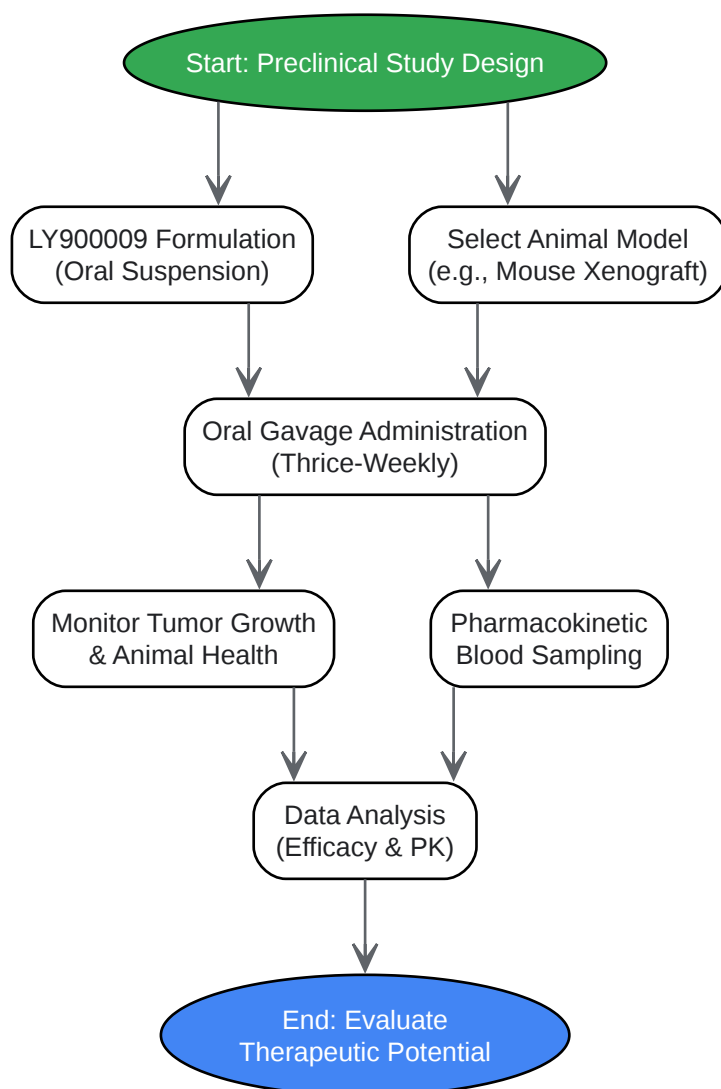 Start: Preclinical Study Design
LY900009 Formulation
(Oral Suspension)
Select Animal Model
(e.g., Mouse Xenograft)
Oral Gavage Administration
(Thrice-Weekly)
Monitor Tumor Growth
& Animal Health
Pharmacokinetic
Blood Sampling
Data Analysis
(Efficacy & PK)
End: Evaluate
Therapeutic Potential